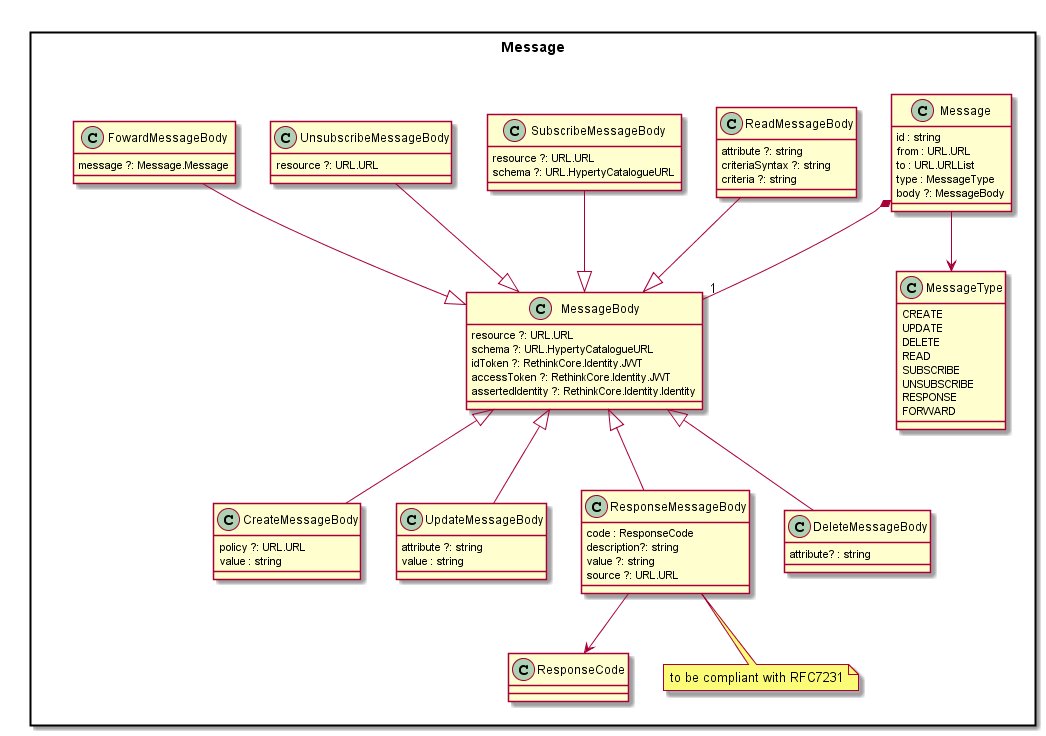 Message
C FowardMessageBody
message ?: Message.Message
C UnsubscribeMessageBody
resource ?: URL.URL
C SubscribeMessageBody
resource ?: URL.URL
schema ?: URL.HypertyCatalogueURL
C ReadMessageBody
attribute ?: string
criteriaSyntax ?: string
criteria ?: string
C Message
id : string
from : URL.URL
to : URL.URLList
type : MessageType
body ?: MessageBody
1
C MessageType
CREATE
UPDATE
DELETE
READ
SUBSCRIBE
UNSUBSCRIBE
RESPONSE
FORWARD
C MessageBody
resource ?: URL.URL
schema ?: URL.HypertyCatalogueURL
idToken ?: RethinkCore.Identity.JWT
accessToken ?: RethinkCore.Identity.JWT
assertedIdentity ?: RethinkCore.Identity.Identity
C CreateMessageBody
policy ?: URL.URL
value : string
C UpdateMessageBody
attribute ?: string
value : string
C ResponseMessageBody
code : ResponseCode
description?: string
value ?: string
source ?: URL.URL
C DeleteMessageBody
attribute? : string
C ResponseCode
to be compliant with RFC7231